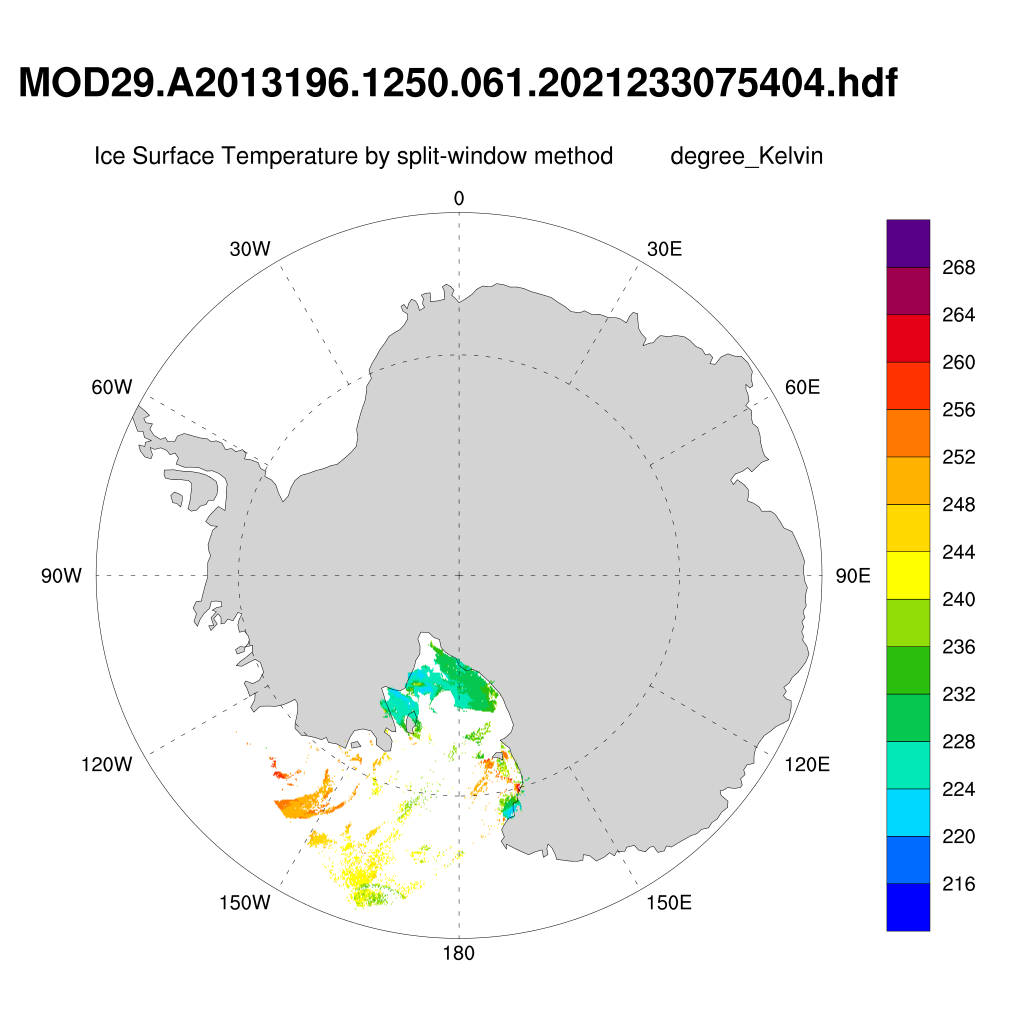 MOD29.A2013196.1250.061.2021233075404.hdf
Ice Surface Temperature by split-window method degree_Kelvin
0
30W 30E
60W 60E
90W 90E
120W 120E
150W 150E
180
268
264
260
256
252
248
244
240
236
232
228
224
220
216